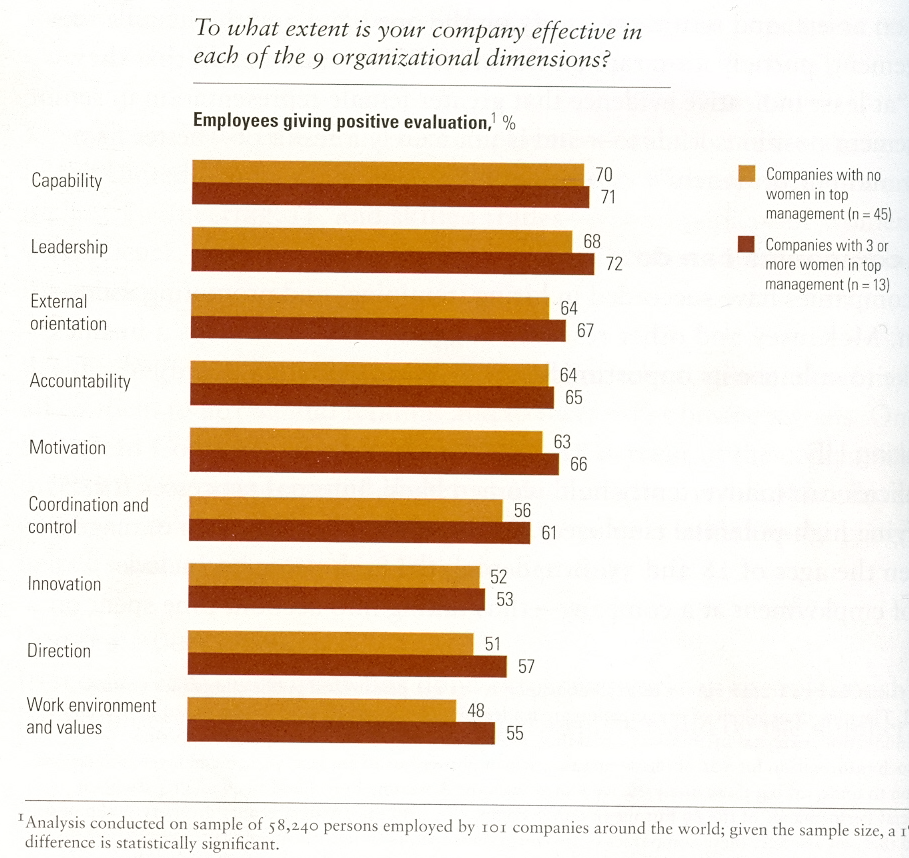 To what extent is your company effective in
each of the 9 organizational dimensions?
Employees giving positive evaluation,¹ %
Capability
70
71
Companies with no
women in top
management (n = 45)
Leadership
68
72
Companies with 3 or
more women in top
management (n = 13)
External
orientation
64
67
Accountability
64
65
Motivation
63
66
Coordination and
control
56
61
Innovation
52
53
Direction
51
57
Work environment
and values
48
55
¹Analysis conducted on sample of 58,240 persons employed by 101 companies around the world; given the sample size, a
difference is statistically significant.